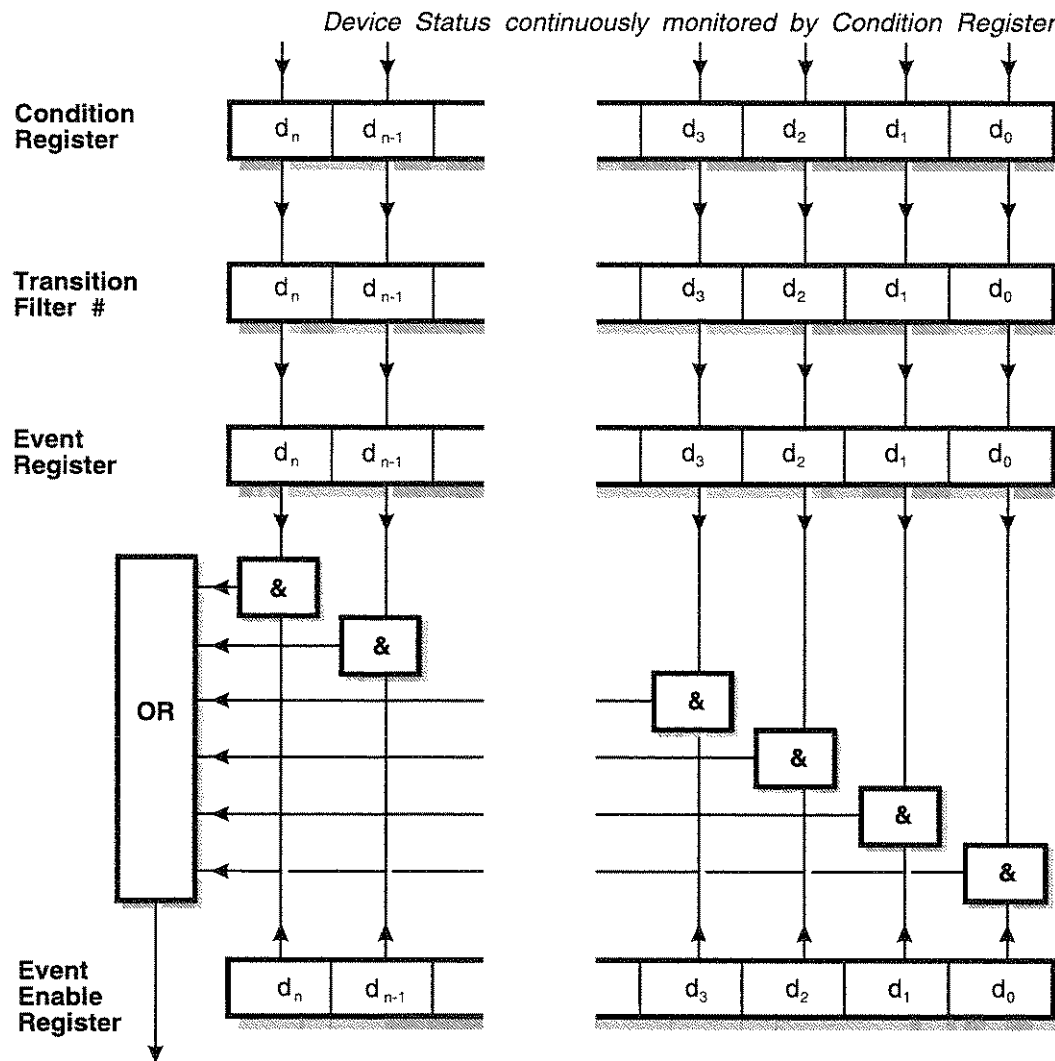 Device Status continuously monitored by Condition Register
Condition
Register
dₙ dₙ₋₁ d₃ d₂ d₁ d₀
Transition
Filter #
dₙ dₙ₋₁ d₃ d₂ d₁ d₀
Event
Register
dₙ dₙ₋₁ d₃ d₂ d₁ d₀
&
&
&
OR
&
&
&
Event
Enable
Register
dₙ dₙ₋₁ d₃ d₂ d₁ d₀